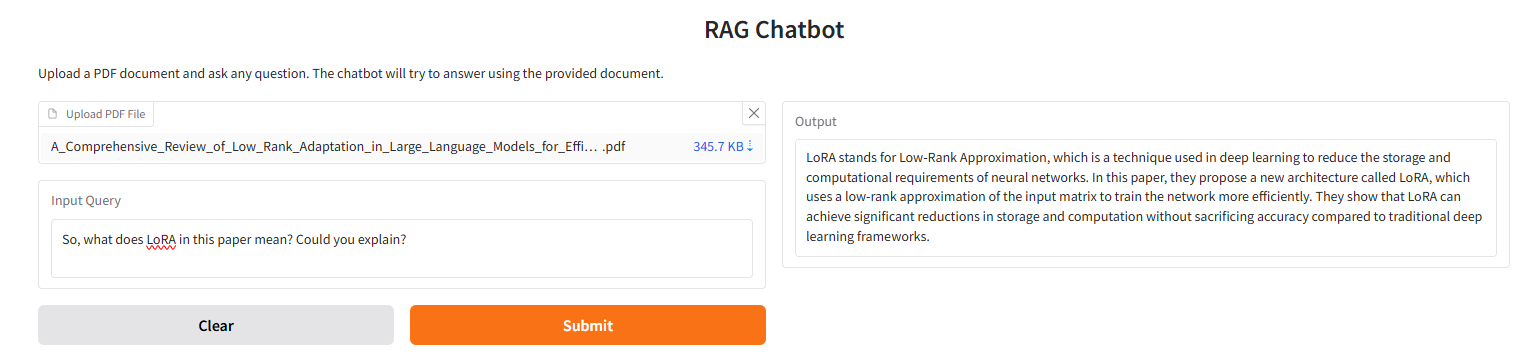 RAG Chatbot
Upload a PDF document and ask any question. The chatbot will try to answer using the provided document.
Upload PDF File
A_Comprehensive_Review_of_Low_Rank_Adaptation_in_Large_Language_Models_for_Effi... .pdf
345.7 KB ⇣
Input Query
So, what does LoRA in this paper mean? Could you explain?
Clear
Submit
Output
LoRA stands for Low-Rank Approximation, which is a technique used in deep learning to reduce the storage and
computational requirements of neural networks. In this paper, they propose a new architecture called LoRA, which
uses a low-rank approximation of the input matrix to train the network more efficiently. They show that LoRA can
achieve significant reductions in storage and computation without sacrificing accuracy compared to traditional deep
learning frameworks.